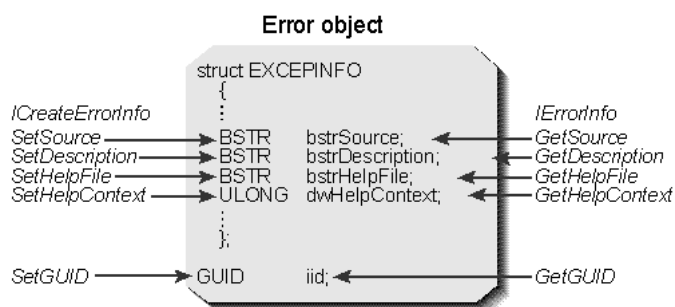 Error object
struct EXCEPINFO
{
⋮
ICreateErrorInfo IErrorInfo
SetSource BSTR bstrSource; GetSource
SetDescription BSTR bstrDescription; GetDescription
SetHelpFile BSTR bstrHelpFile; GetHelpFile
SetHelpContext ULONG dwHelpContext; GetHelpContext
⋮
};
SetGUID GUID iid; GetGUID